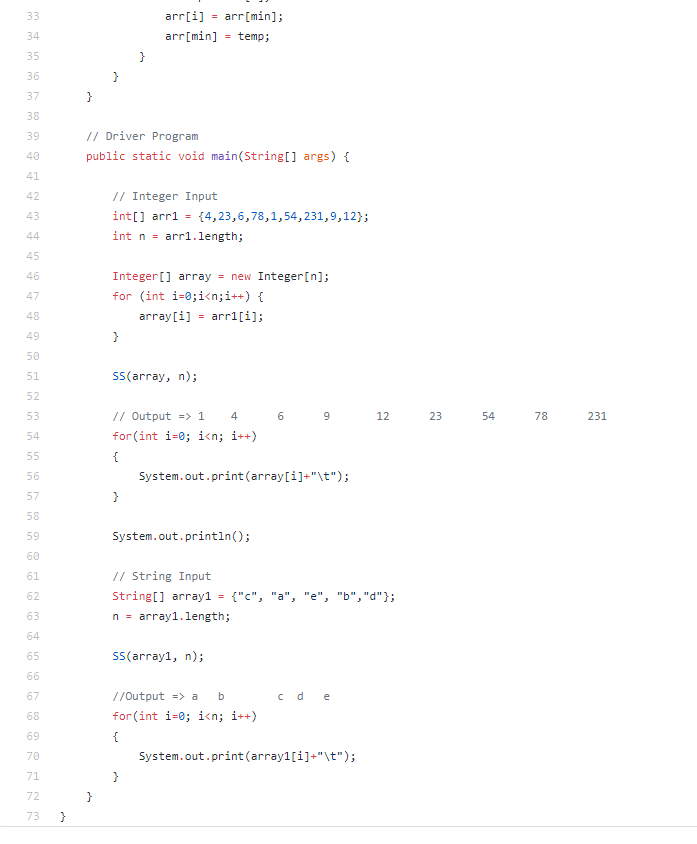 33 arr[i] = arr[min];
34 arr[min] = temp;
35 }
36 }
37 }
38
39 // Driver Program
40 public static void main(String[] args) {
41
42 // Integer Input
43 int[] arr1 = {4,23,6,78,1,54,231,9,12};
44 int n = arr1.length;
45
46 Integer[] array = new Integer[n];
47 for (int i=0;i<n;i++) {
48 array[i] = arr1[i];
49 }
50
51 SS(array, n);
52
53 // Output => 1 4 6 9 12 23 54 78 231
54 for(int i=0; i<n; i++)
55 {
56 System.out.print(array[i]+"\t");
57 }
58
59 System.out.println();
60
61 // String Input
62 String[] array1 = {"c", "a", "e", "b","d"};
63 n = array1.length;
64
65 SS(array1, n);
66
67 //Output => a b c d e
68 for(int i=0; i<n; i++)
69 {
70 System.out.print(array1[i]+"\t");
71 }
72 }
73 }